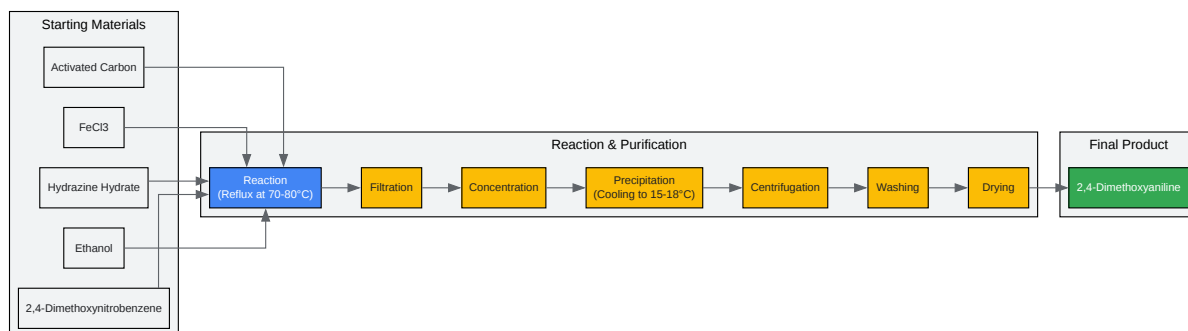 Starting Materials
Activated Carbon
FeCl3
Hydrazine Hydrate
Ethanol
2,4-Dimethoxynitrobenzene
Reaction & Purification
Reaction
(Reflux at 70-80°C)
Filtration
Concentration
Precipitation
(Cooling to 15-18°C)
Centrifugation
Washing
Drying
Final Product
2,4-Dimethoxyaniline